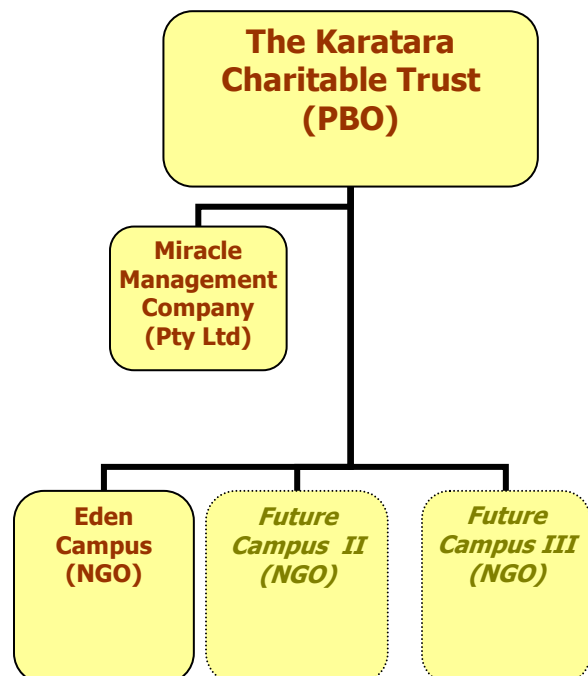 The Karatara
Charitable Trust
(PBO)
Miracle
Management
Company
(Pty Ltd)
Eden
Campus
(NGO)
Future
Campus II
(NGO)
Future
Campus III
(NGO)